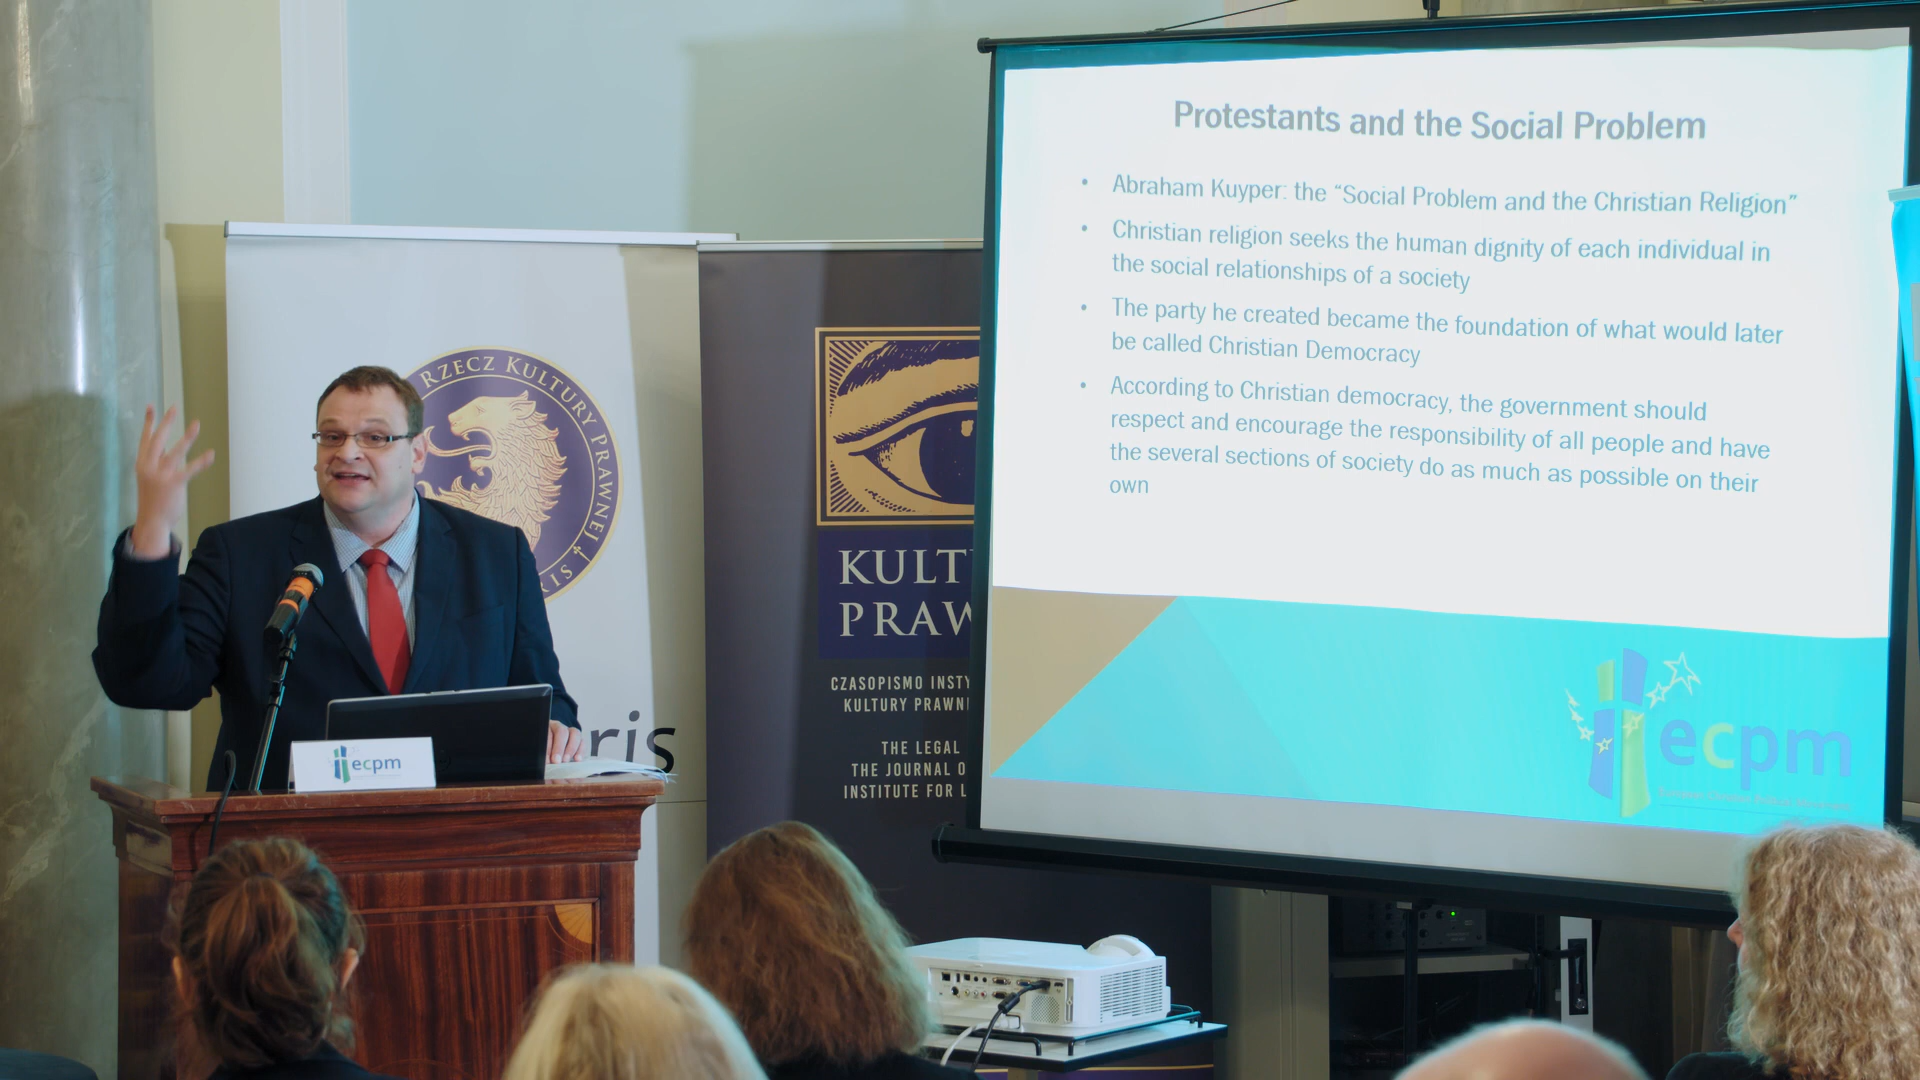 Protestants and the Social Problem
• Abraham Kuyper: the “Social Problem and the Christian Religion”
• Christian religion seeks the human dignity of each individual in
the social relationships of a society
• The party he created became the foundation of what would later
be called Christian Democracy
• According to Christian democracy, the government should
respect and encourage the responsibility of all people and have
the several sections of society do as much as possible on their
own
ecpm
RZECZ KULTURY PRAWNEJ
ris
KULT
PRAW
CZASOPISMO INSTY
KULTURY PRAWN
THE LEGAL
THE JOURNAL O
INSTITUTE FOR L
ecpm